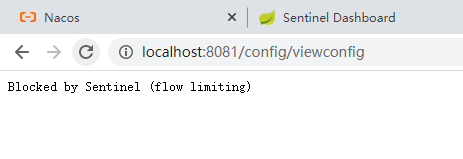 Nacos
Sentinel Dashboard
localhost:8081/config/viewconfig
Blocked by Sentinel (flow limiting)